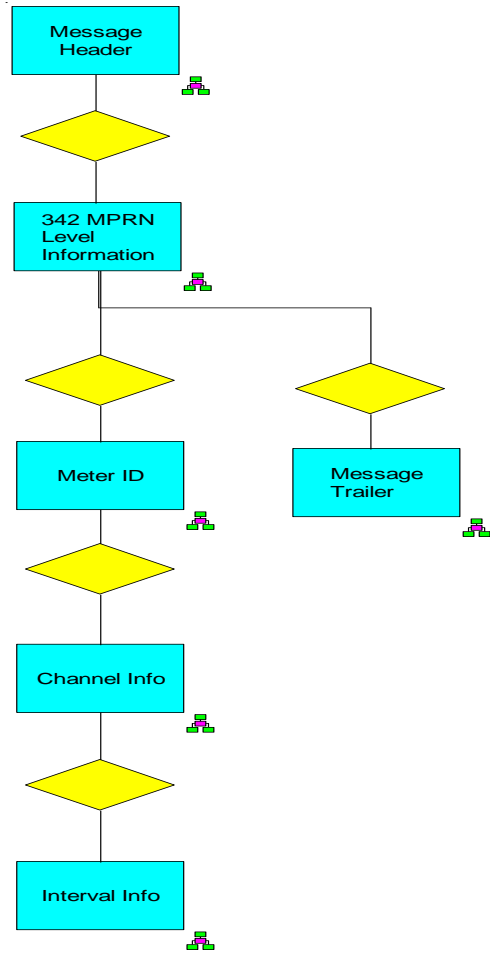 Message
Header
342 MPRN
Level
Information
Meter ID
Message
Trailer
Channel Info
Interval Info